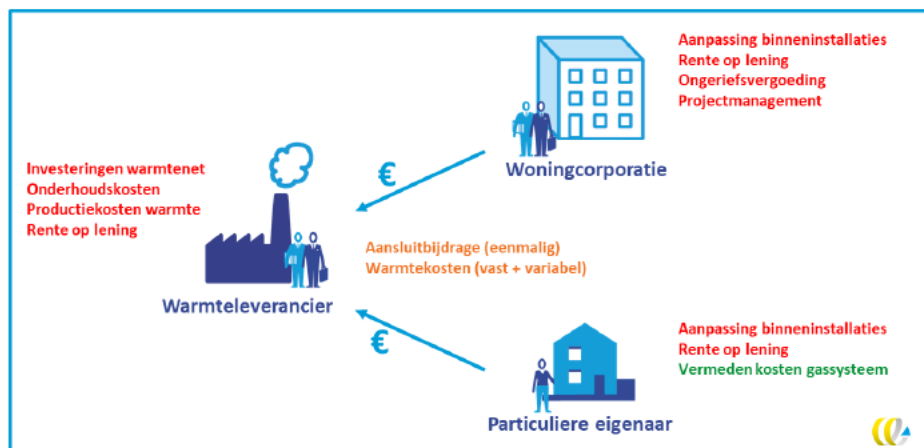 Aanpassing binneninstallaties
Rente op lening
Ongeriefsvergoeding
Projectmanagement
Woningcorporatie
€
Investeringen warmtenet
Onderhoudskosten
Productiekosten warmte
Rente op lening
Warmteleverancier
Aansluitbijdrage (eenmalig)
Warmtekosten (vast + variabel)
€
Aanpassing binneninstallaties
Rente op lening
Vermeden kosten gassysteem
Particuliere eigenaar